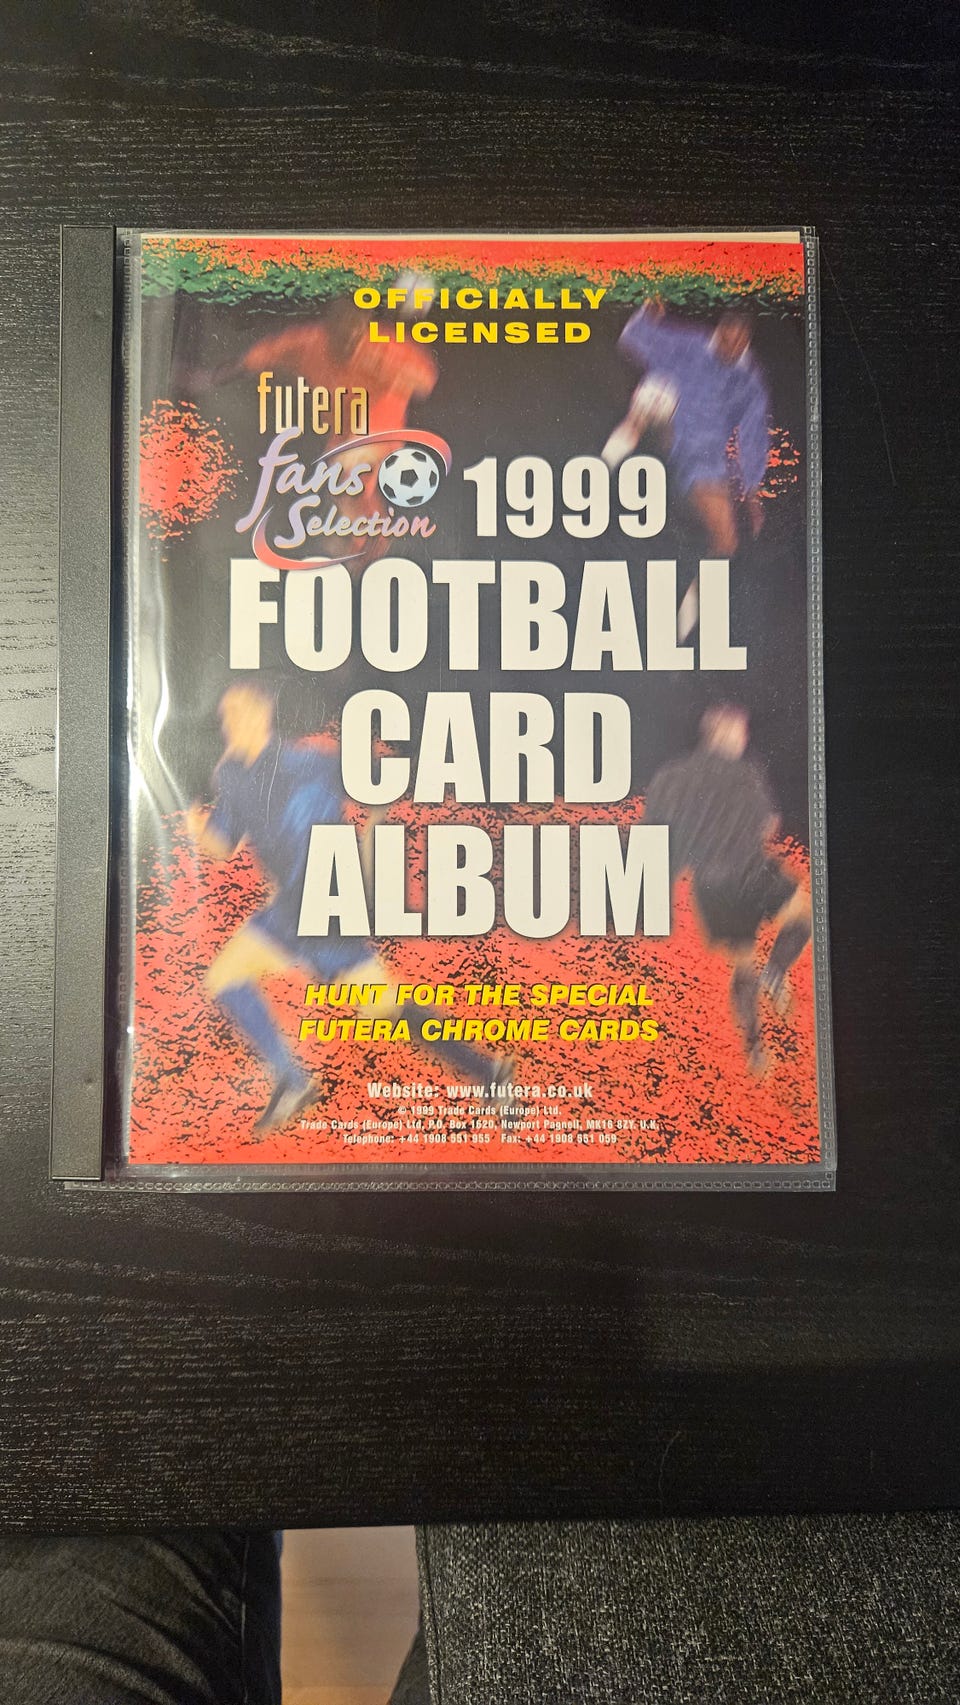 OFFICIALLY
LICENSED
futera
fans
Selection
1999
FOOTBALL
CARD
ALBUM
HUNT FOR THE SPECIAL
FUTERA CHROME CARDS
Website: www.futera.co.uk
© 1999 Trade Cards (Europe) Ltd.
Trade Cards (Europe) Ltd, P.O. Box 1620, Newport Pagnell, MK16 8ZY, U.K.
Telephone: +44 1908 551 955 Fax: +44 1908 551 059